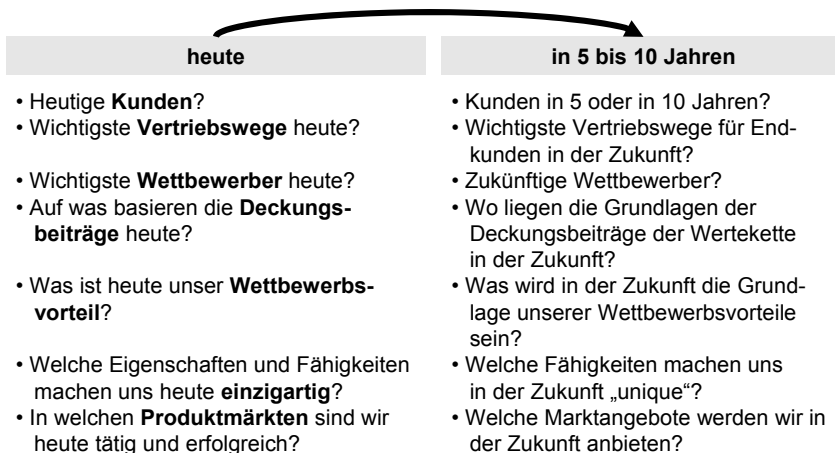 heute
• Heutige Kunden?
• Wichtigste Vertriebswege heute?
• Wichtigste Wettbewerber heute?
• Auf was basieren die Deckungs-
beiträge heute?
• Was ist heute unser Wettbewerbs-
vorteil?
• Welche Eigenschaften und Fähigkeiten
machen uns heute einzigartig?
• In welchen Produktmärkten sind wir
heute tätig und erfolgreich?
in 5 bis 10 Jahren
• Kunden in 5 oder in 10 Jahren?
• Wichtigste Vertriebswege für End-
kunden in der Zukunft?
• Zukünftige Wettbewerber?
• Wo liegen die Grundlagen der
Deckungsbeiträge der Wertekette
in der Zukunft?
• Was wird in der Zukunft die Grund-
lage unserer Wettbewerbsvorteile
sein?
• Welche Fähigkeiten machen uns
in der Zukunft „unique“?
• Welche Marktangebote werden wir in
der Zukunft anbieten?